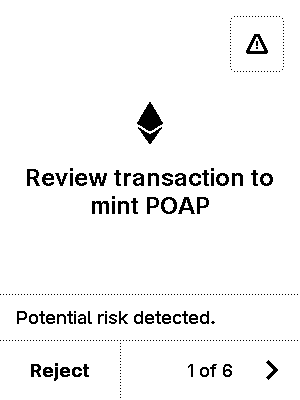 Review transaction to
mint POAP
Potential risk detected.
Reject
1 of 6